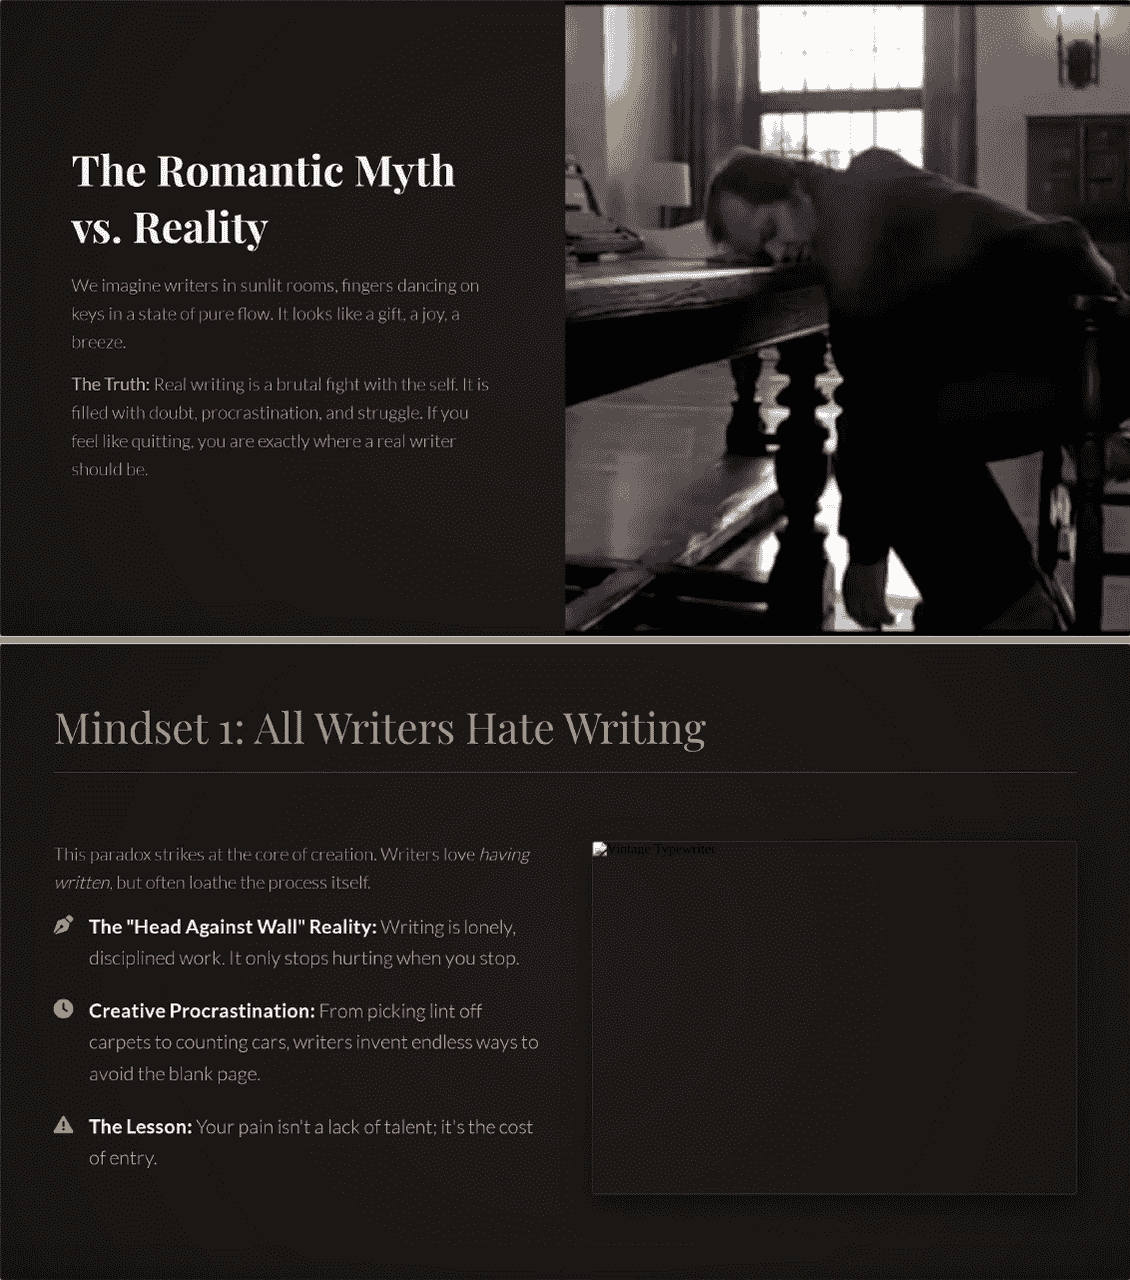 The Romantic Myth
vs. Reality
We imagine writers in sunlit rooms, fingers dancing on
keys in a state of pure flow. It looks like a gift, a joy, a
breeze.
The Truth: Real writing is a brutal fight with the self. It is
filled with doubt, procrastination, and struggle. If you
feel like quitting, you are exactly where a real writer
should be.
Mindset 1: All Writers Hate Writing
This paradox strikes at the core of creation. Writers love having
written, but often loathe the process itself.
The "Head Against Wall" Reality: Writing is lonely,
disciplined work. It only stops hurting when you stop.
Creative Procrastination: From picking lint off
carpets to counting cars, writers invent endless ways to
avoid the blank page.
The Lesson: Your pain isn't a lack of talent; it's the cost
of entry.
Vintage Typewriter